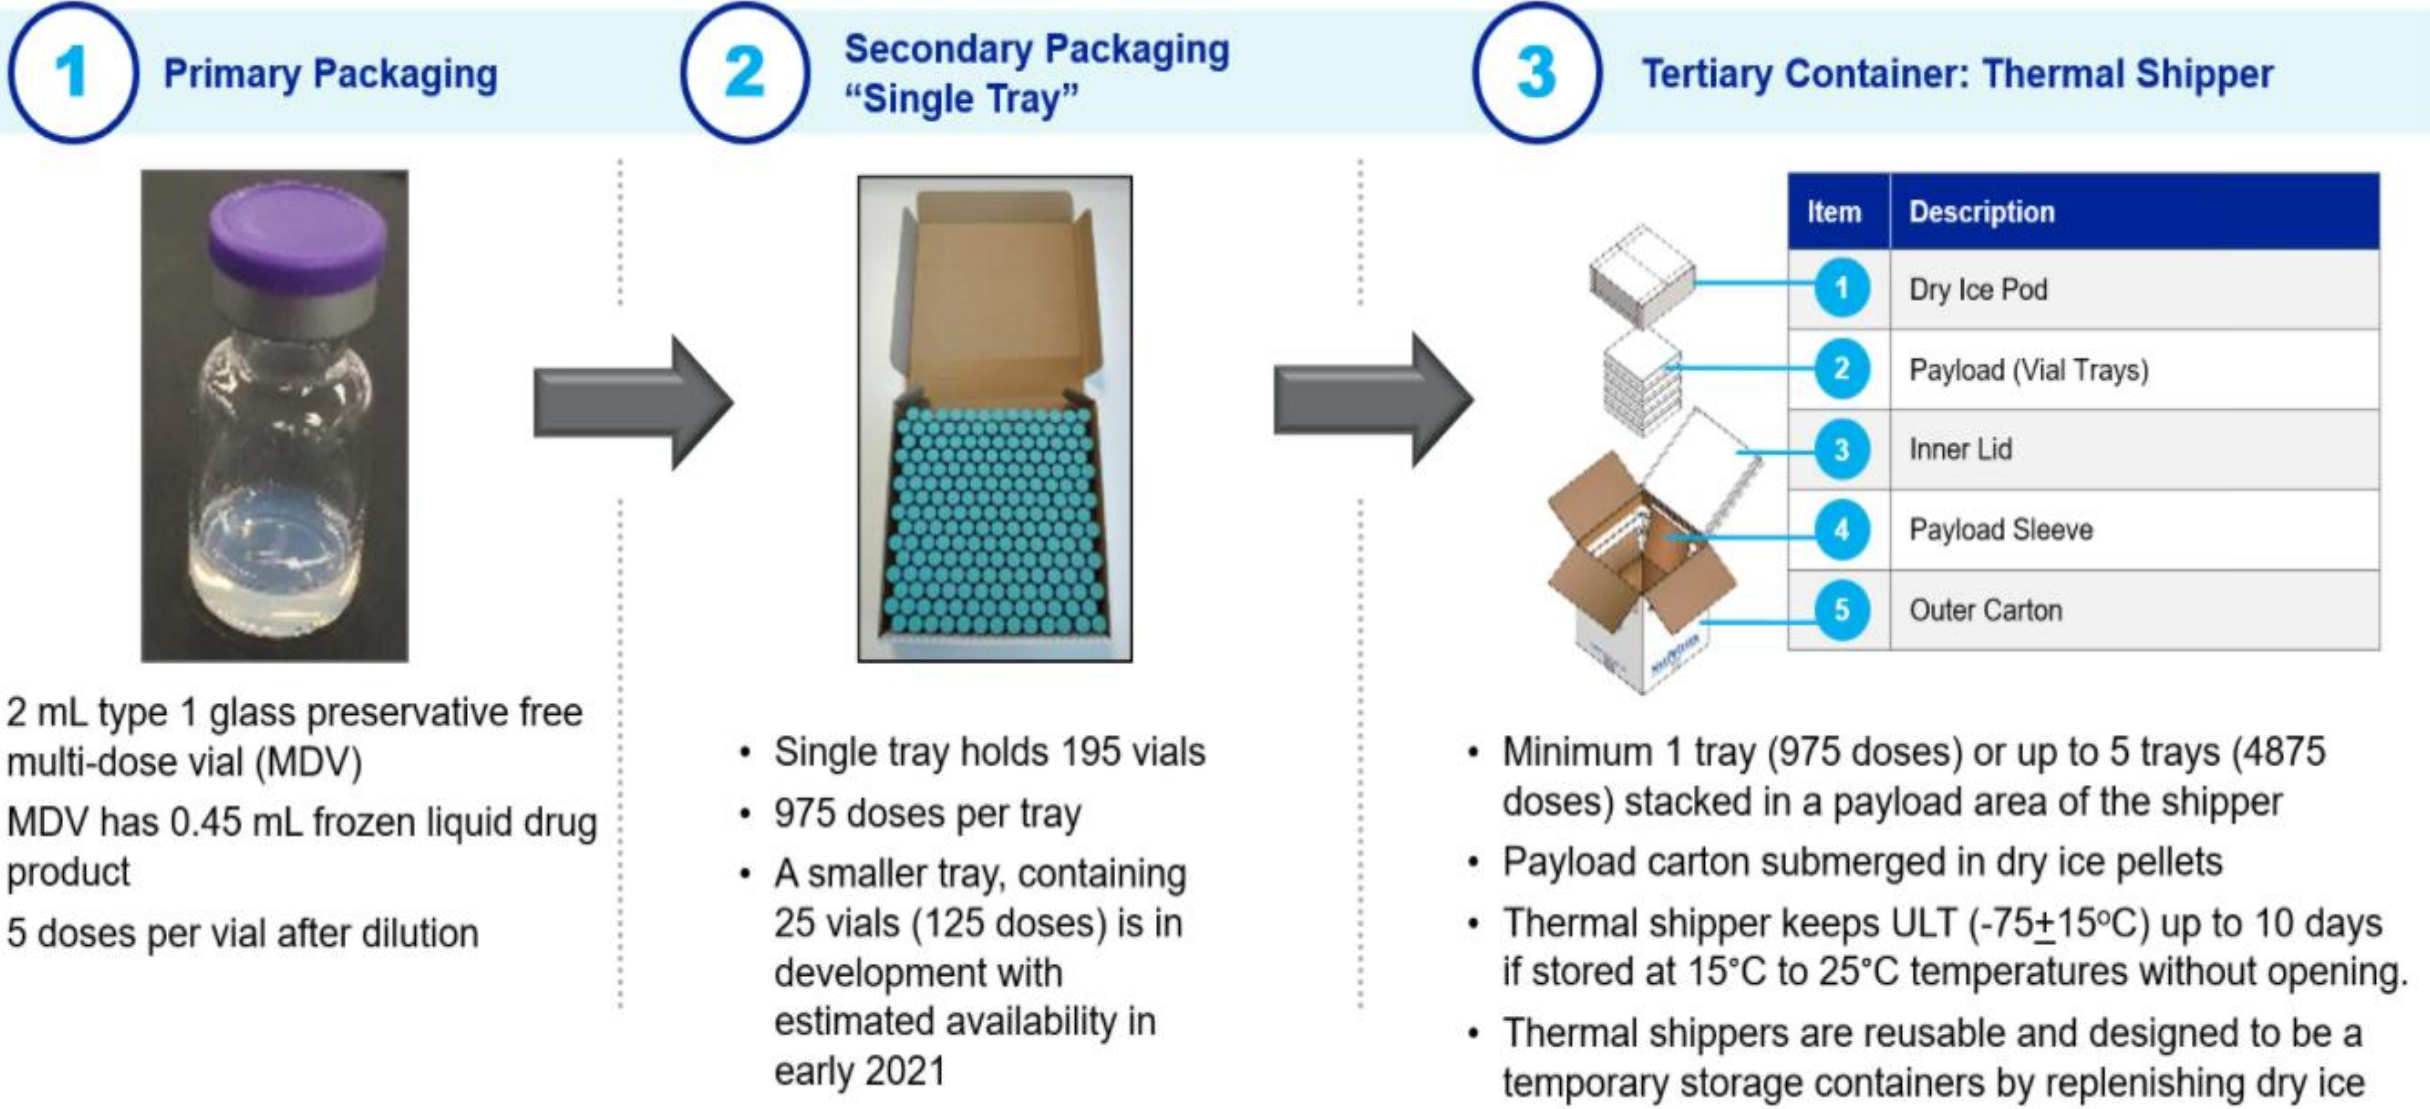 1
Primary Packaging
2 mL type 1 glass preservative free
multi-dose vial (MDV)
MDV has 0.45 mL frozen liquid drug
product
5 doses per vial after dilution
2
Secondary Packaging
“Single Tray”
• Single tray holds 195 vials
• 975 doses per tray
• A smaller tray, containing
25 vials (125 doses) is in
development with
estimated availability in
early 2021
3
Tertiary Container: Thermal Shipper
Item Description
1 Dry Ice Pod
2 Payload (Vial Trays)
3 Inner Lid
4 Payload Sleeve
5 Outer Carton
• Minimum 1 tray (975 doses) or up to 5 trays (4875
doses) stacked in a payload area of the shipper
• Payload carton submerged in dry ice pellets
• Thermal shipper keeps ULT (-75±15ºC) up to 10 days
if stored at 15°C to 25°C temperatures without opening.
• Thermal shippers are reusable and designed to be a
temporary storage containers by replenishing dry ice